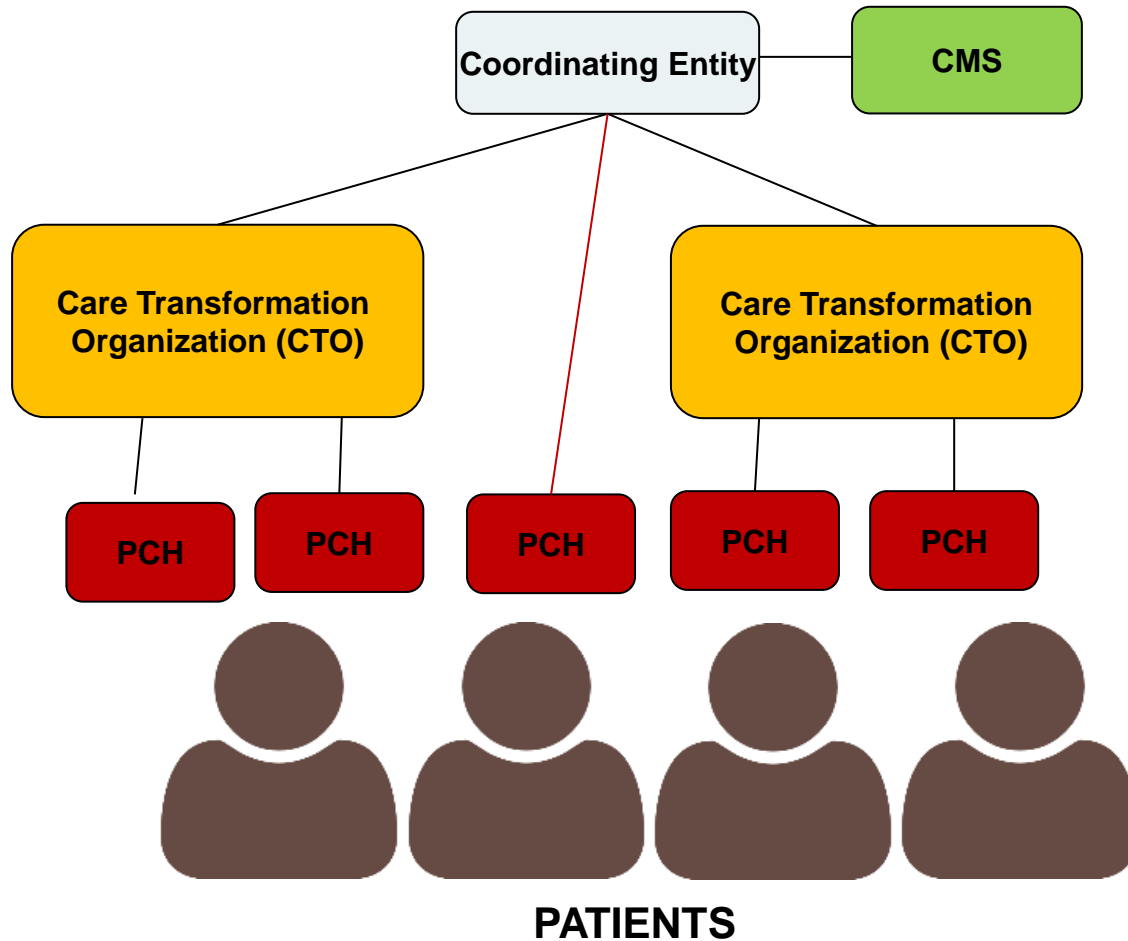 Coordinating Entity
CMS
Care Transformation
Organization (CTO)
Care Transformation
Organization (CTO)
PCH
PCH
PCH
PCH
PCH
PATIENTS